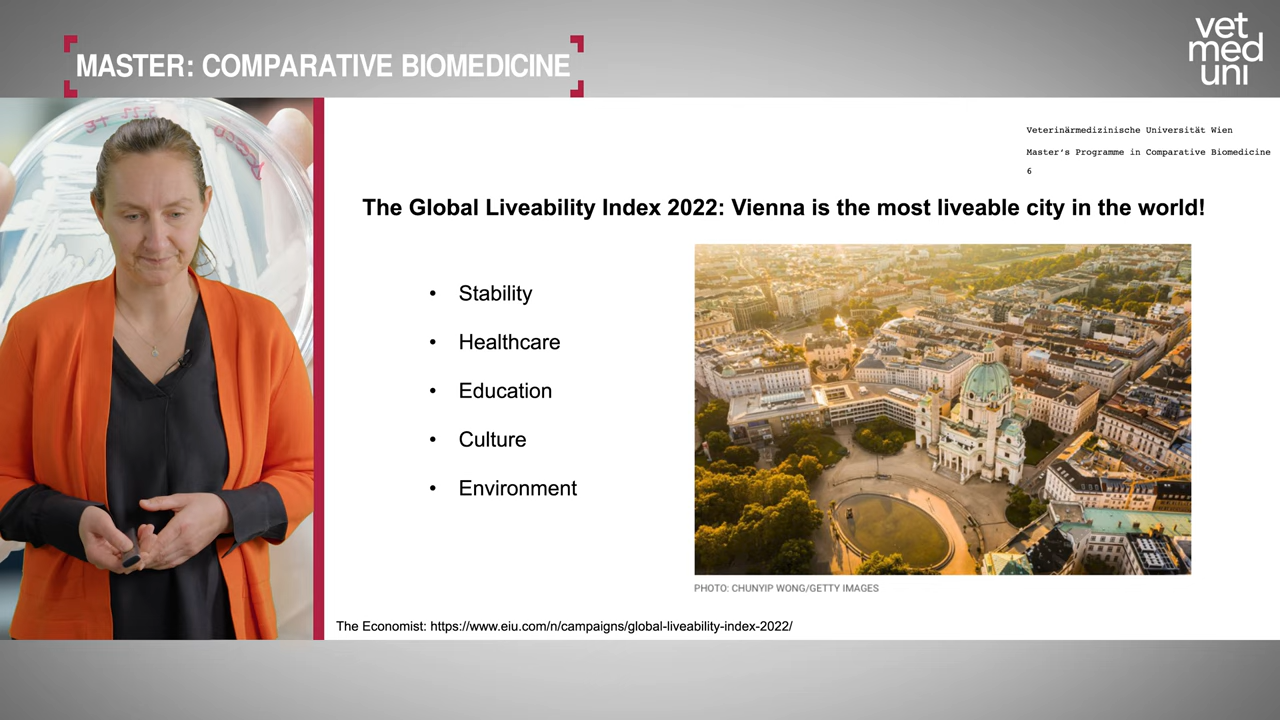 vet
med
uni
MASTER: COMPARATIVE BIOMEDICINE
Veterinärmedizinische Universität Wien
Master's Programme in Comparative Biomedicine
6
The Global Liveability Index 2022: Vienna is the most liveable city in the world!
• Stability
• Healthcare
• Education
• Culture
• Environment
PHOTO: CHUNYIP WONG/GETTY IMAGES
The Economist: https://www.eiu.com/n/campaigns/global-liveability-index-2022/